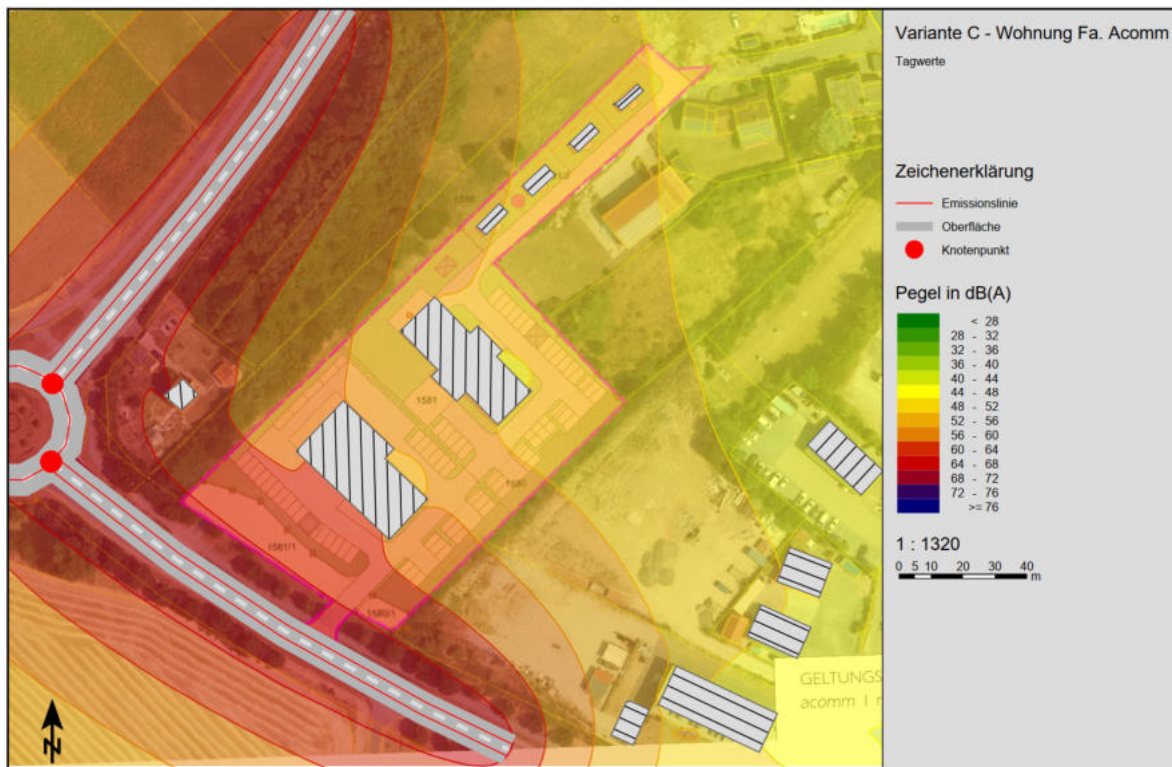 Variante C - Wohnung Fa. Acomm
Tagwerte
Zeichenerklärung
Emissionslinie
Oberfläche
Knotenpunkt
Pegel in dB(A)
< 28
28 - 32
32 - 36
36 - 40
40 - 44
44 - 48
48 - 52
52 - 56
56 - 60
60 - 64
64 - 68
68 - 72
72 - 76
>= 76
1 : 1320
0 5 10 20 30 40
m
1581
1580
1581/1
1580/1
GELTUNGS
acomm I r
N